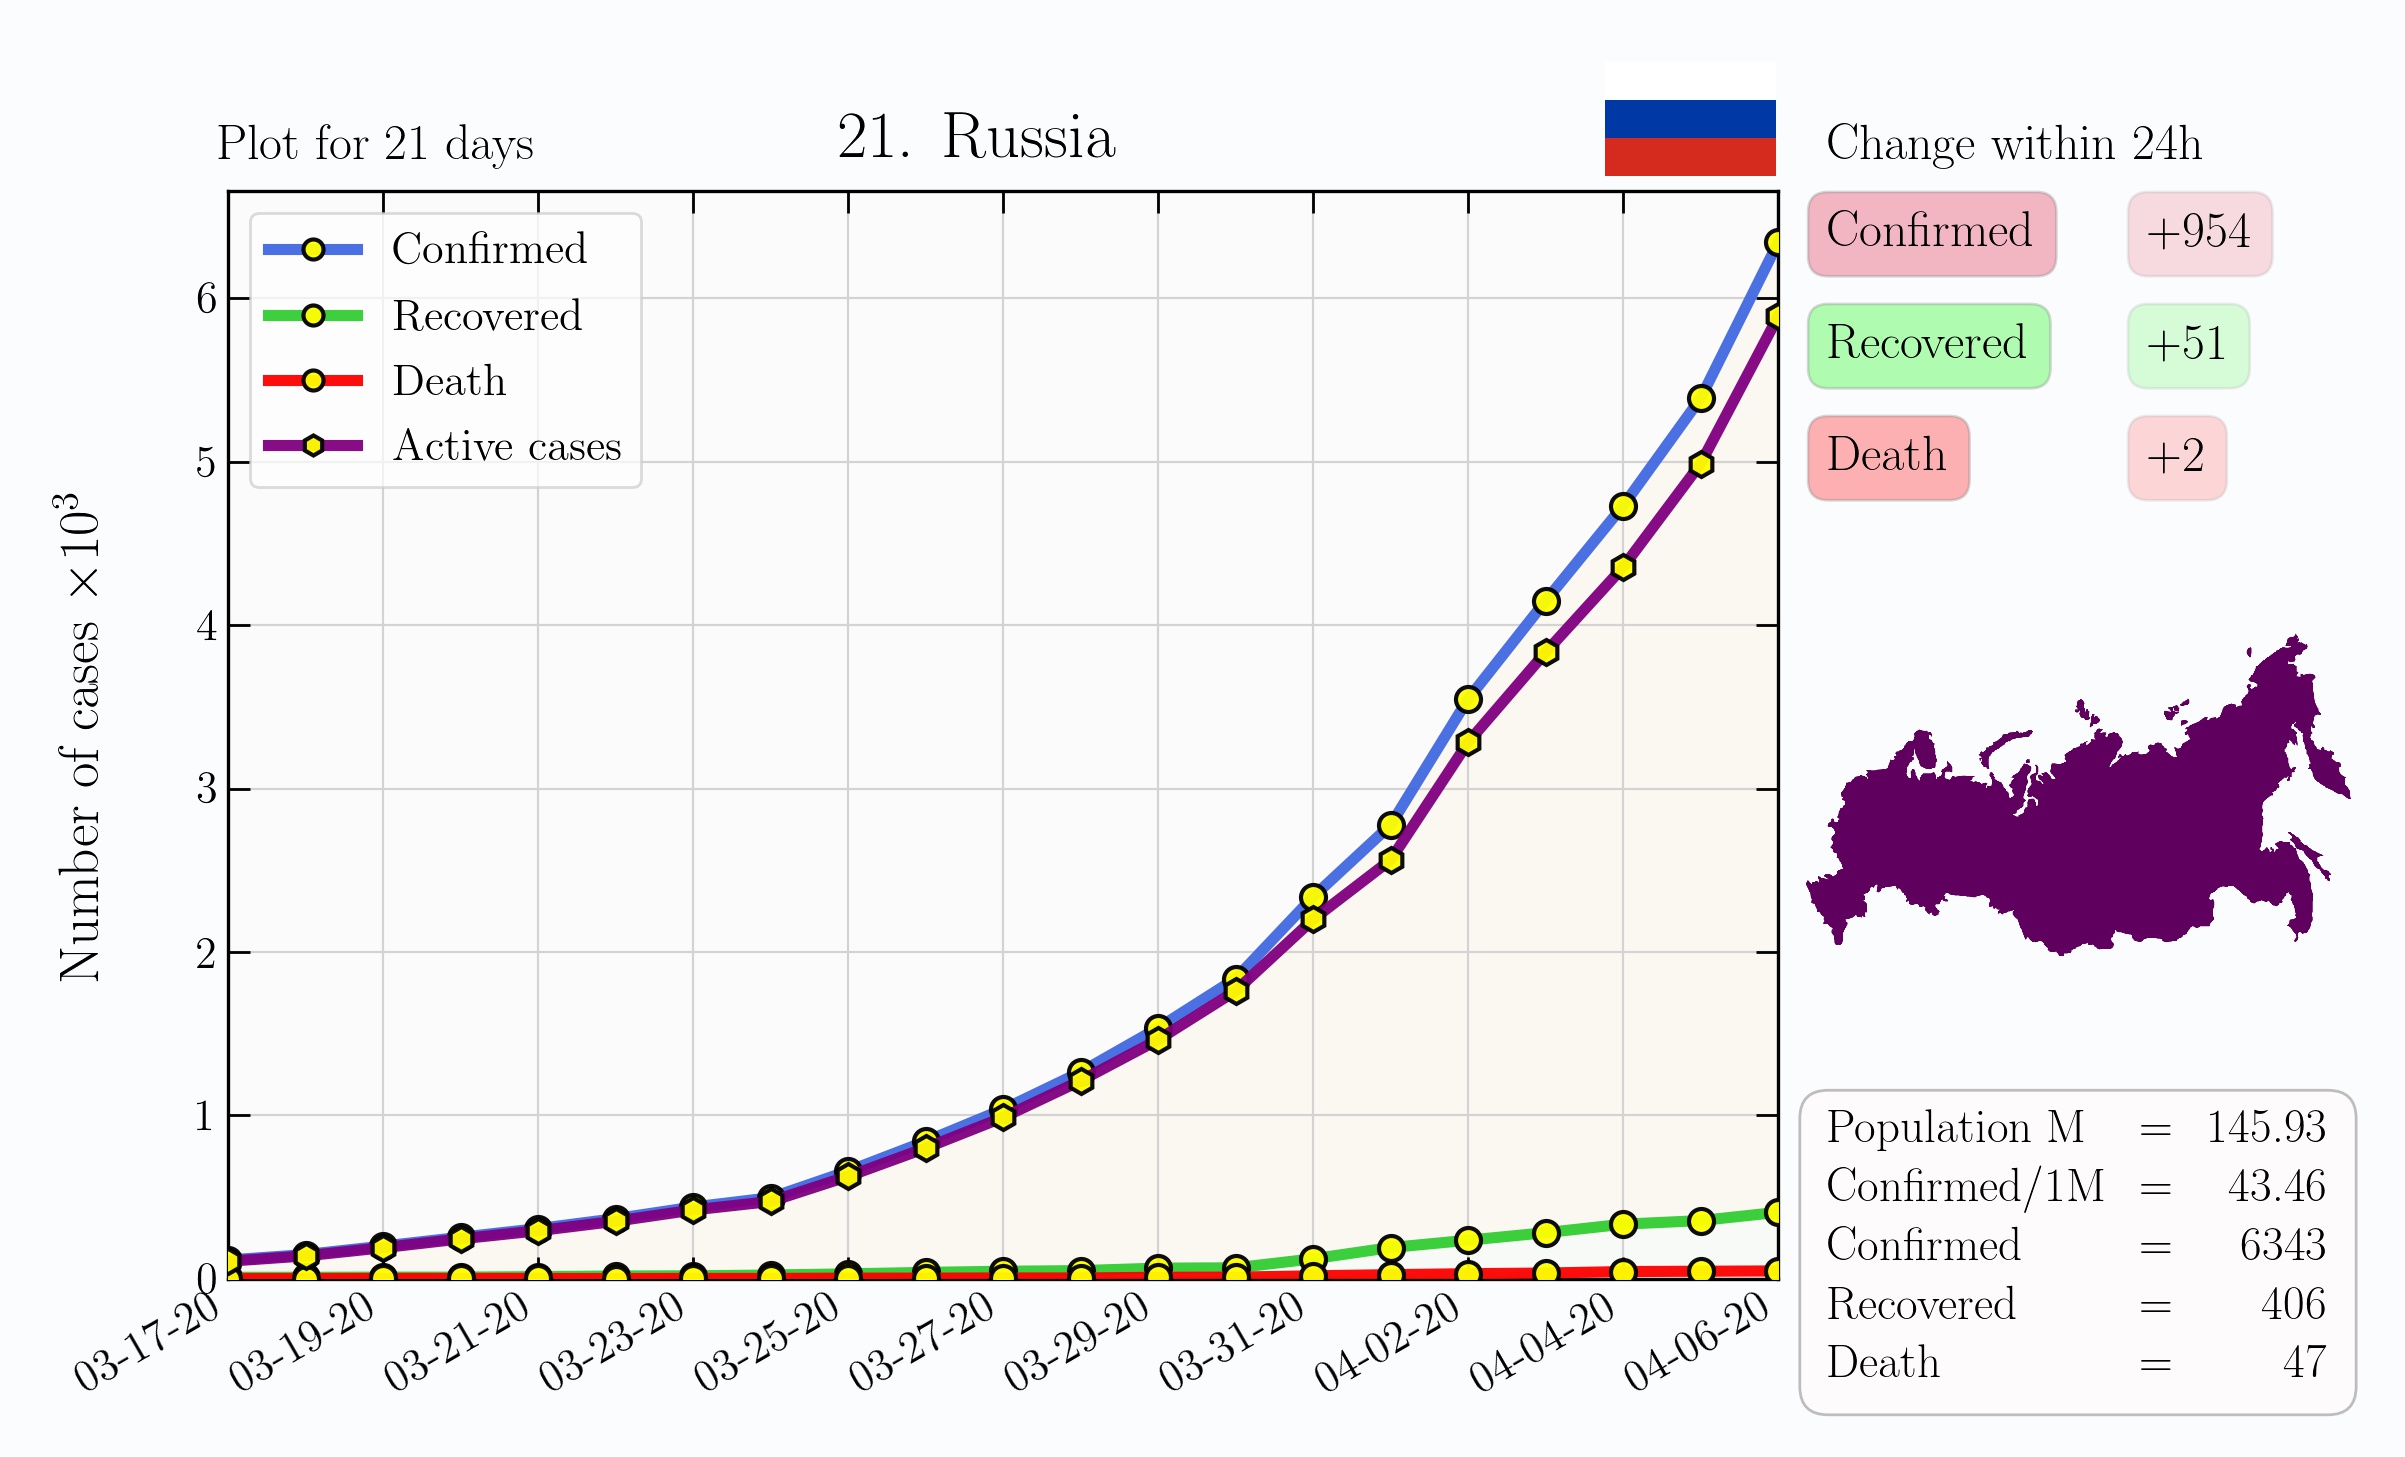 Plot for 21 days
21. Russia
Change within 24h
Confirmed +954
Recovered +51
Death +2
Confirmed
Recovered
Death
Active cases
Number of cases ×10³
6
5
4
3
2
1
0
03-17-20
03-19-20
03-21-20
03-23-20
03-25-20
03-27-20
03-29-20
03-31-20
04-02-20
04-04-20
04-06-20
Population M = 145.93
Confirmed/1M = 43.46
Confirmed = 6343
Recovered = 406
Death = 47